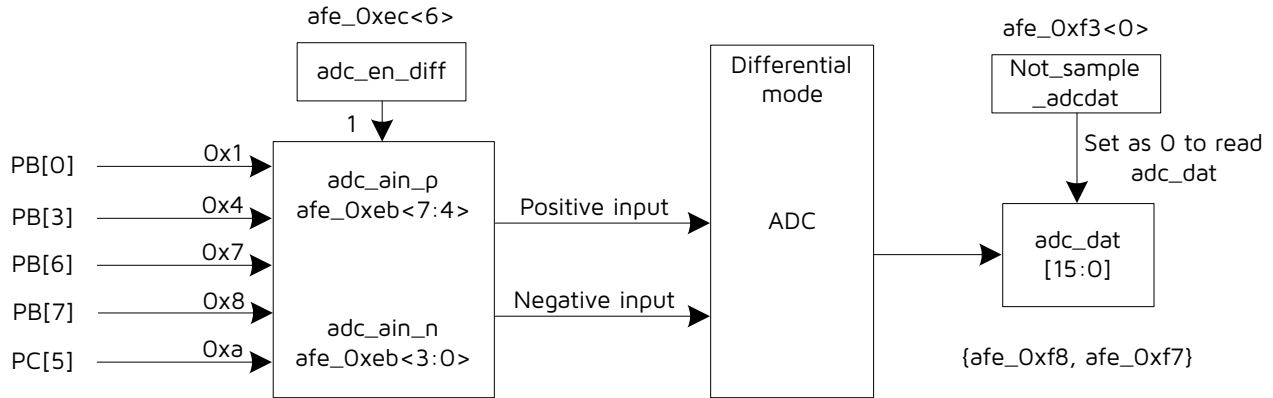 afe_0xec<6>
adc_en_diff
1
PB[0]
0x1
PB[3]
0x4
PB[6]
0x7
PB[7]
0x8
PC[5]
0xa
adc_ain_p
afe_0xeb<7:4>
adc_ain_n
afe_0xeb<3:0>
Positive input
Negative input
Differential
mode
ADC
afe_0xf3<0>
Not_sample
_adcdat
Set as 0 to read
adc_dat
adc_dat
[15:0]
{afe_0xf8, afe_0xf7}